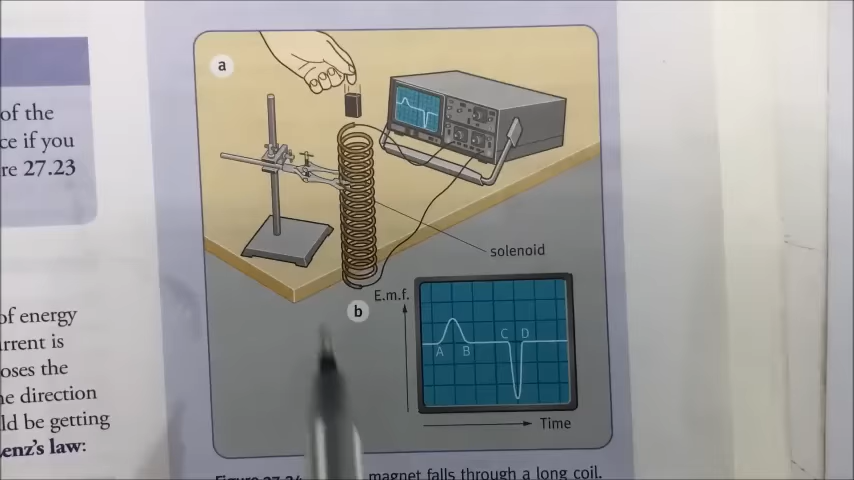 of the
ce if you
re 27.23
of energy
rrent is
oses the
ne direction
ld be getting
enz's law:
a
solenoid
b
E.m.f.
A
B
C
D
Time
magnet falls through a long coil.